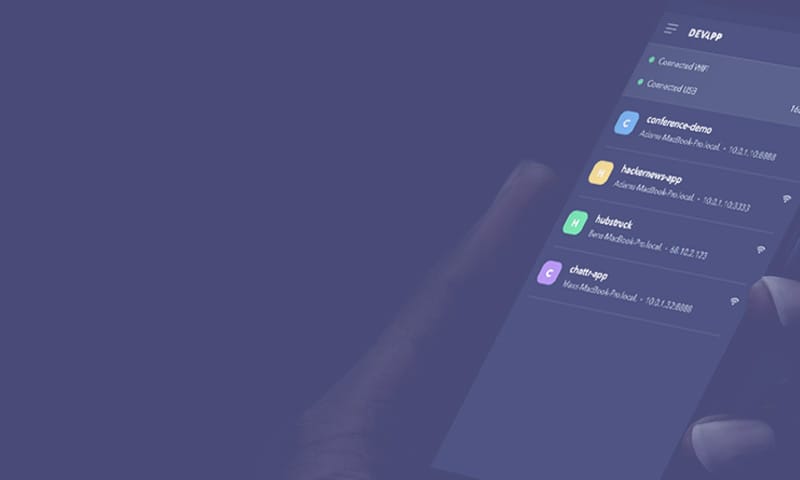 DEVAPP
Connected WiFi
Connected USB
C
conference-demo
Adams-MacBook-Pro.local. • 10.0.1.10:8888
H
hackernews-app
Adams-MacBook-Pro.local. • 10.0.1.10:3333
H
hubstruck
Bens-MacBook-Pro.local. • 68.12.2.123
C
chattr-app
Maxs-MacBook-Pro.local. • 10.0.1.32:8888